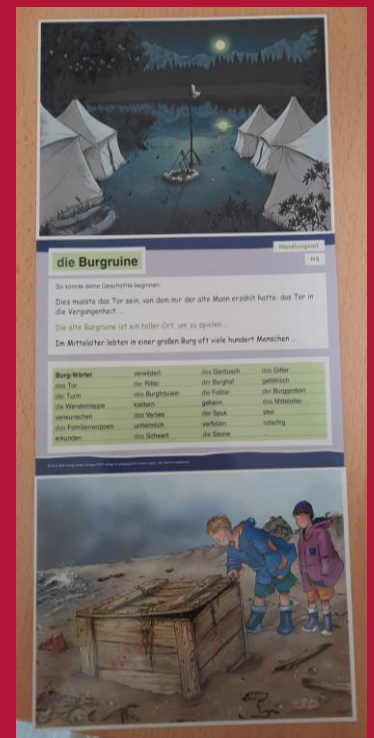 Handlungsort
H6
die Burgruine
So könnte deine Geschichte beginnen:
Dies musste das Tor sein, von dem mir der alte Mann erzählt hatte: das Tor in
die Vergangenheit ...
Die alte Burgruine ist ein toller Ort, um zu spielen ...
Im Mittelalter lebten in einer großen Burg oft viele hundert Menschen ...
Burg-Wörter verwildert das Geräusch das Gitter
das Tor der Ritter der Burghof gefährlich
der Turm das Burgfräulein die Falltür der Burggraben
die Wendeltreppe klettern geheim das Mittelalter
verwunschen das Verlies der Spuk steil
das Familienwappen unheimlich verfallen
erkunden das Schwert die Steine